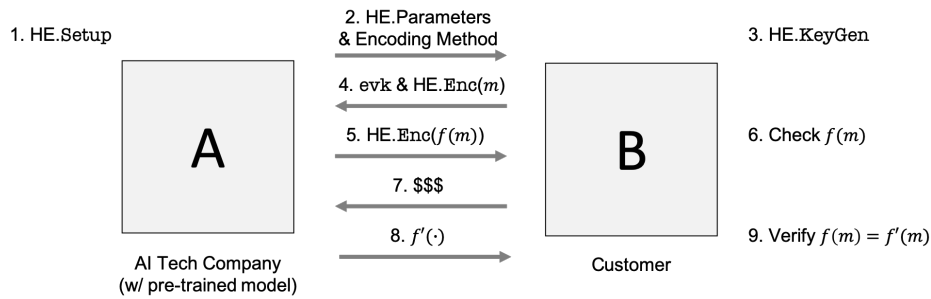 1. HE.Setup
2. HE.Parameters
& Encoding Method
3. HE.KeyGen
4. evk & HE.Enc(m)
A
B
5. HE.Enc(f(m))
6. Check f(m)
7. $$$
8. f′(·)
9. Verify f(m) = f′(m)
AI Tech Company
(w/ pre-trained model)
Customer